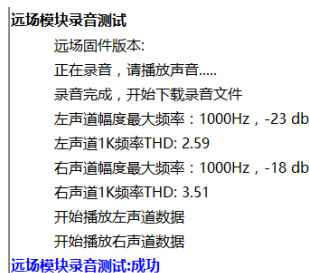 远场模块录音测试
远场固件版本:
正在录音，请播放声音.....
录音完成，开始下载录音文件
左声道幅度最大频率：1000Hz，-23 db
左声道1K频率THD: 2.59
右声道幅度最大频率：1000Hz，-18 db
右声道1K频率THD: 3.51
开始播放左声道数据
开始播放右声道数据
远场模块录音测试:成功